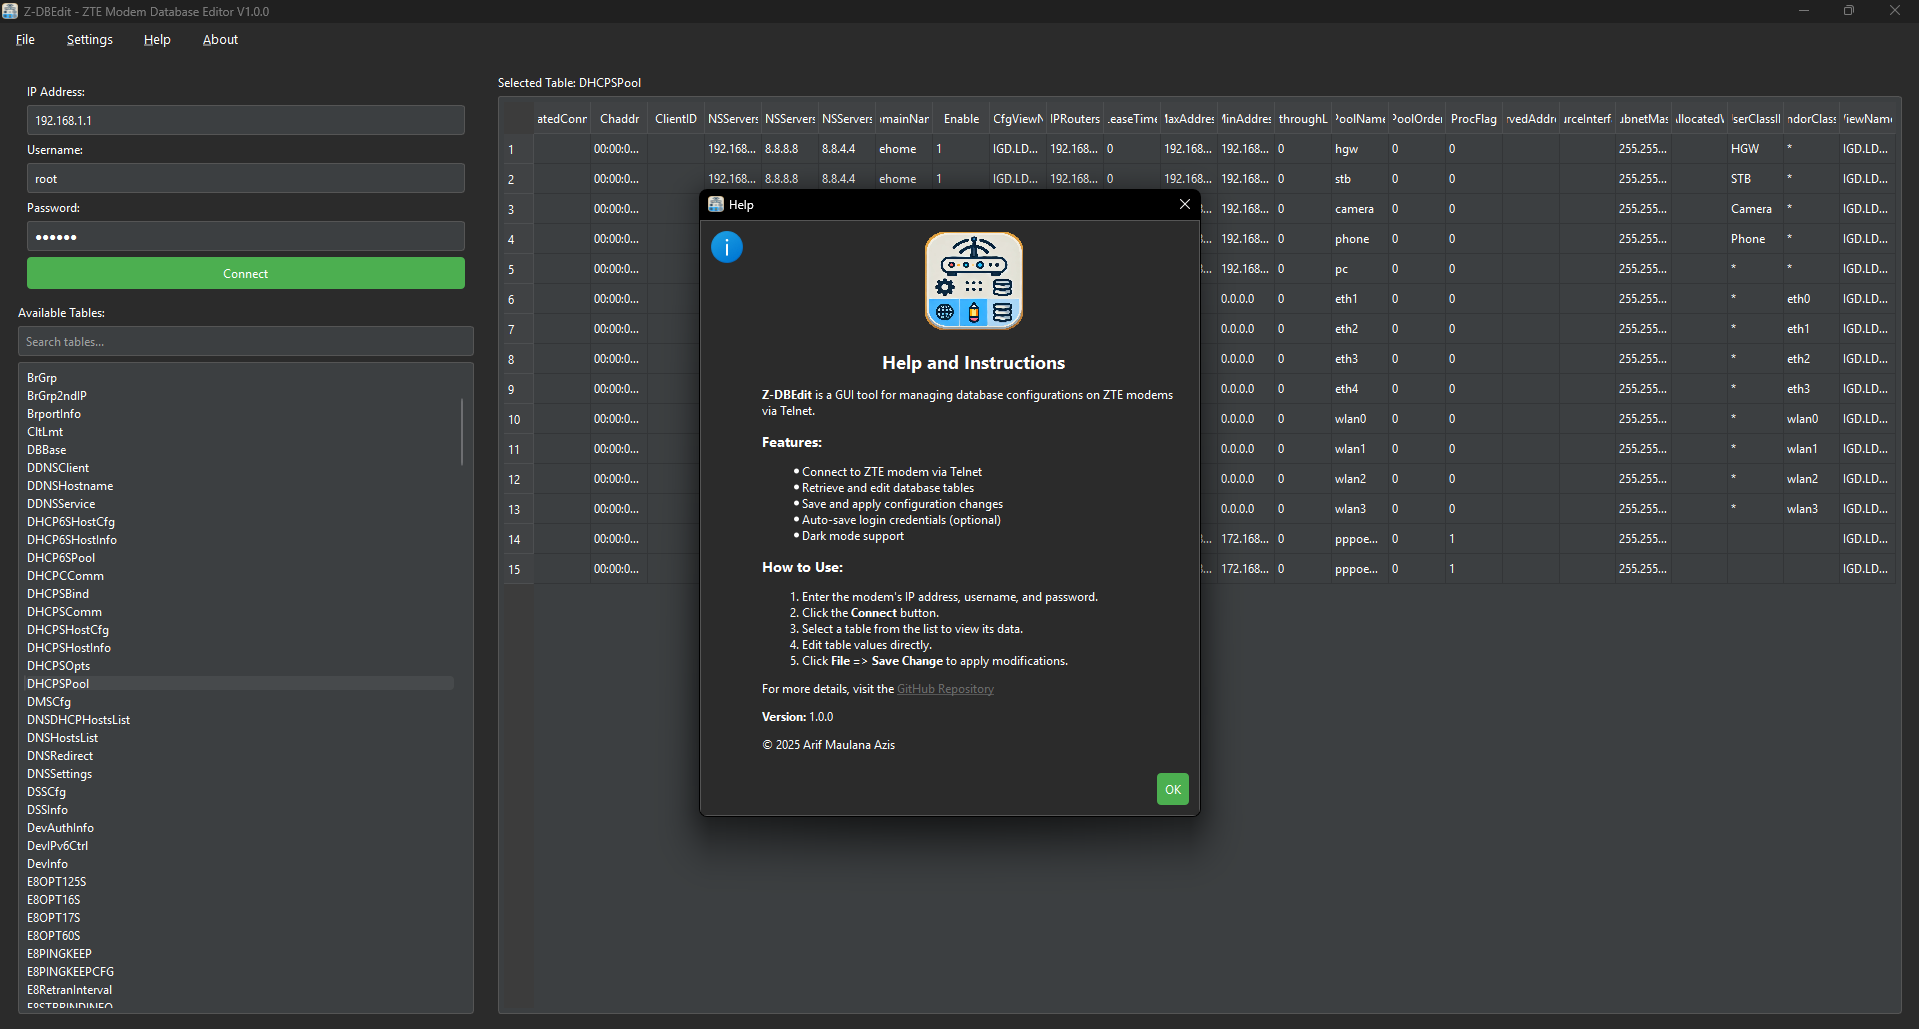 Z-DBEdit - ZTE Modem Database Editor V1.0.0
File Settings Help About
IP Address:
192.168.1.1
Username:
root
Password:
••••••
Connect
Available Tables:
Search tables...
BrGrp
BrGrp2ndIP
BrportInfo
CltLmt
DBBase
DDNSClient
DDNSHostname
DDNSService
DHCP6SHostCfg
DHCP6SHostInfo
DHCP6SPool
DHCPCComm
DHCPSBind
DHCPSComm
DHCPSHostCfg
DHCPSHostInfo
DHCPSOpts
DHCPSPool
DMSCfg
DNSDHCPHostsList
DNSHostsList
DNSRedirect
DNSSettings
DSSCfg
DSSInfo
DevAuthInfo
DevIPv6Ctrl
DevInfo
E8OPT125S
E8OPT16S
E8OPT17S
E8OPT60S
E8PINGKEEP
E8PINGKEEPCFG
E8RetranInterval
E8STBBINDINFO
Selected Table: DHCPSPool
atedConr Chaddr ClientID NSServers NSServers NSServers mainNar Enable CfgViewN IPRouters easeTime MaxAddres MinAddres throughL PoolName PoolOrder ProcFlag rvedAddre urceInterf ubnetMas llocatedV serClassII ndorClass ViewName
1 00:00:0... 192.168... 8.8.8.8 8.8.4.4 ehome 1 IGD.LD... 192.168... 0 192.168... 192.168... 0 hgw 0 0 255.255... HGW * IGD.LD...
2 00:00:0... 192.168... 8.8.8.8 8.8.4.4 ehome 1 IGD.LD... 192.168... 0 192.168... 192.168... 0 stb 0 0 255.255... STB * IGD.LD...
3 00:00:0... 192.168... 0 camera 0 0 255.255... Camera * IGD.LD...
4 00:00:0... 192.168... 0 phone 0 0 255.255... Phone * IGD.LD...
5 00:00:0... 192.168... 0 pc 0 0 255.255... * * IGD.LD...
6 00:00:0... 0.0.0.0 0 eth1 0 0 255.255... * eth0 IGD.LD...
7 00:00:0... 0.0.0.0 0 eth2 0 0 255.255... * eth1 IGD.LD...
8 00:00:0... 0.0.0.0 0 eth3 0 0 255.255... * eth2 IGD.LD...
9 00:00:0... 0.0.0.0 0 eth4 0 0 255.255... * eth3 IGD.LD...
10 00:00:0... 0.0.0.0 0 wlan0 0 0 255.255... * wlan0 IGD.LD...
11 00:00:0... 0.0.0.0 0 wlan1 0 0 255.255... * wlan1 IGD.LD...
12 00:00:0... 0.0.0.0 0 wlan2 0 0 255.255... * wlan2 IGD.LD...
13 00:00:0... 0.0.0.0 0 wlan3 0 0 255.255... * wlan3 IGD.LD...
14 00:00:0... 172.168... 0 pppoe... 0 1 255.255... IGD.LD...
15 00:00:0... 172.168... 0 pppoe... 0 1 255.255... IGD.LD...
Help
Help and Instructions
Z-DBEdit is a GUI tool for managing database configurations on ZTE modems
via Telnet.
Features:
• Connect to ZTE modem via Telnet
• Retrieve and edit database tables
• Save and apply configuration changes
• Auto-save login credentials (optional)
• Dark mode support
How to Use:
1. Enter the modem's IP address, username, and password.
2. Click the Connect button.
3. Select a table from the list to view its data.
4. Edit table values directly.
5. Click File => Save Change to apply modifications.
For more details, visit the GitHub Repository
Version: 1.0.0
© 2025 Arif Maulana Azis
OK